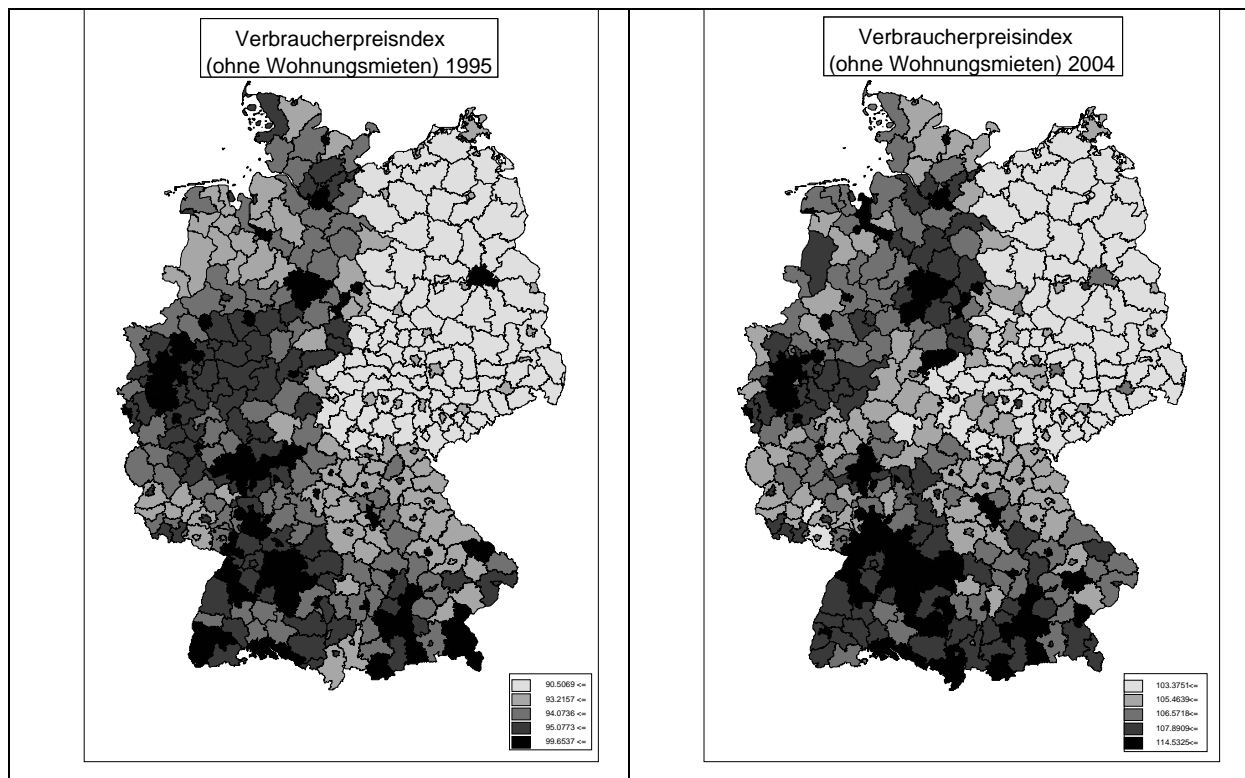 Verbraucherpreisndex
(ohne Wohnungsmieten) 1995
90.5069 <=
93.2157 <=
94.0736 <=
95.0773 <=
99.6537 <=
Verbraucherpreisindex
(ohne Wohnungsmieten) 2004
103.3751<=
105.4639<=
106.5718<=
107.8909<=
114.5325<=